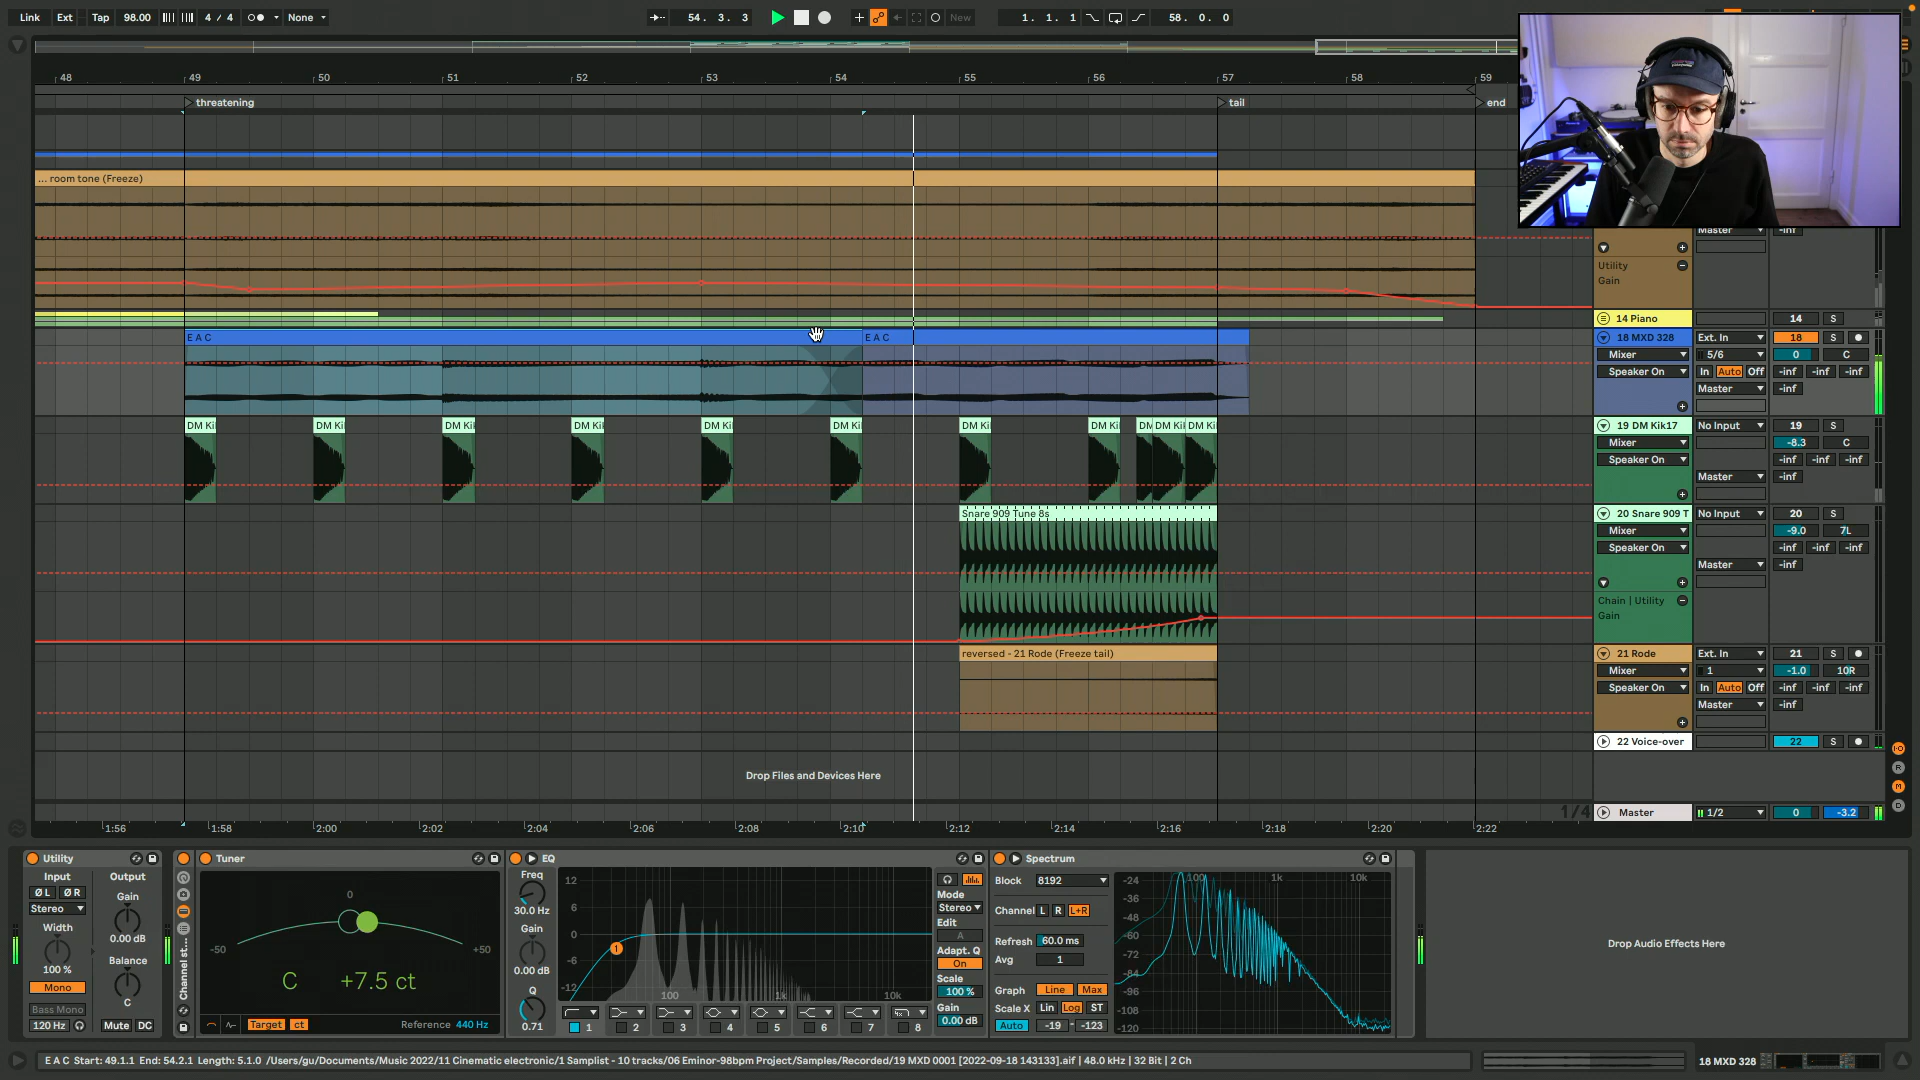 Link Ext Tap 98.00 4 / 4 None 54. 3. 3 New 1. 1. 1 58. 0. 0
48 49 50 51 52 53 54 55 56 57 58 59
threatening tail end
... room tone (Freeze)
Master -inf
Utility
Gain
14 Piano 14 S
E A C E A C 18 MXD 328 Ext. In 18 S
Mixer 5/6 0 C
Speaker On In Auto Off -inf -inf -inf
Master -inf
DM Ki DM Ki DM Ki DM Ki DM Ki DM Ki DM Ki DM Ki DM DM Ki DM Ki 19 DM Kik17 No Input 19 S
Mixer -8.3 C
Speaker On -inf -inf -inf
Master -inf
Snare 909 Tune 8s 20 Snare 909 T No Input 20 S
Mixer -9.0 7L
Speaker On -inf -inf -inf
Master -inf
Chain | Utility
Gain
reversed - 21 Rode (Freeze tail) 21 Rode Ext. In 21 S
Mixer 1 -1.0 10R
Speaker On In Auto Off -inf -inf -inf
Master -inf
22 Voice-over 22 S
Drop Files and Devices Here
1/4 Master 1/2 0 -3.2
1:56 1:58 2:00 2:02 2:04 2:06 2:08 2:10 2:12 2:14 2:16 2:18 2:20 2:22
Utility Tuner EQ Spectrum
Input Output
Ø L Ø R Gain
Stereo
0.00 dB
Width
100 %
Balance
C
Mono
Bass Mono
120 Hz Mute DC
Channel st...
0
-50 +50
C +7.5 ct
Target ct Reference 440 Hz
Freq
30.0 Hz
Gain
0.00 dB
Q
0.71
12
6
0
-6
-12
100 1k 10k
1
1 2 3 4 5 6 7 8
Mode
Stereo
Edit
A
Adapt. Q
On
Scale
100 %
Gain
0.00 dB
Block 8192
Channel L R L+R
Refresh 60.0 ms
Avg 1
Graph Line Max
Scale X Lin Log ST
Auto -19 - -123
100 1k 10k
-24
-36
-48
-60
-72
-84
-96
-108
-120
Drop Audio Effects Here
E A C Start: 49.1.1 End: 54.2.1 Length: 5.1.0 /Users/gu/Documents/Music 2022/11 Cinematic electronic/1 Samplist - 10 tracks/06 Eminor-98bpm Project/Samples/Recorded/19 MXD 0001 [2022-09-18 143133].aif | 48.0 kHz | 32 Bit | 2 Ch
18 MXD 328